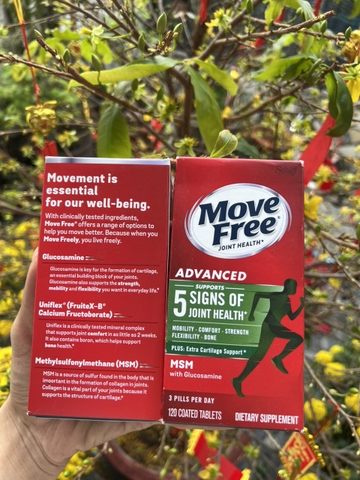 Movement is
essential
for our well-being.
With clinically tested ingredients,
Move Free® offers a range of options to
help you move better. Because when you
Move Freely, you live freely.
Glucosamine
Glucosamine is key for the formation of cartilage,
an essential building block of your joints.
Glucosamine also supports the strength,
mobility and flexibility you want in everyday life.*
Uniflex® (FruiteX-B®
Calcium Fructoborate)
Uniflex is a clinically tested mineral complex
that supports joint comfort in as little as 2 weeks.
It also contains boron, which helps support
bone health.*
Methylsulfonylmethane (MSM)
MSM is a source of sulfur found in the body that is
important in the formation of collagen in joints.
Collagen is a vital part of your joints because it
supports the structure of cartilage.*
Move
Free®
JOINT HEALTH*
ADVANCED
SUPPORTS
5 SIGNS OF
JOINT HEALTH*
MOBILITY · COMFORT · STRENGTH
FLEXIBILITY · BONE
PLUS: Extra Cartilage Support*
MSM
with Glucosamine
3 PILLS PER DAY
120 COATED TABLETS DIETARY SUPPLEMENT